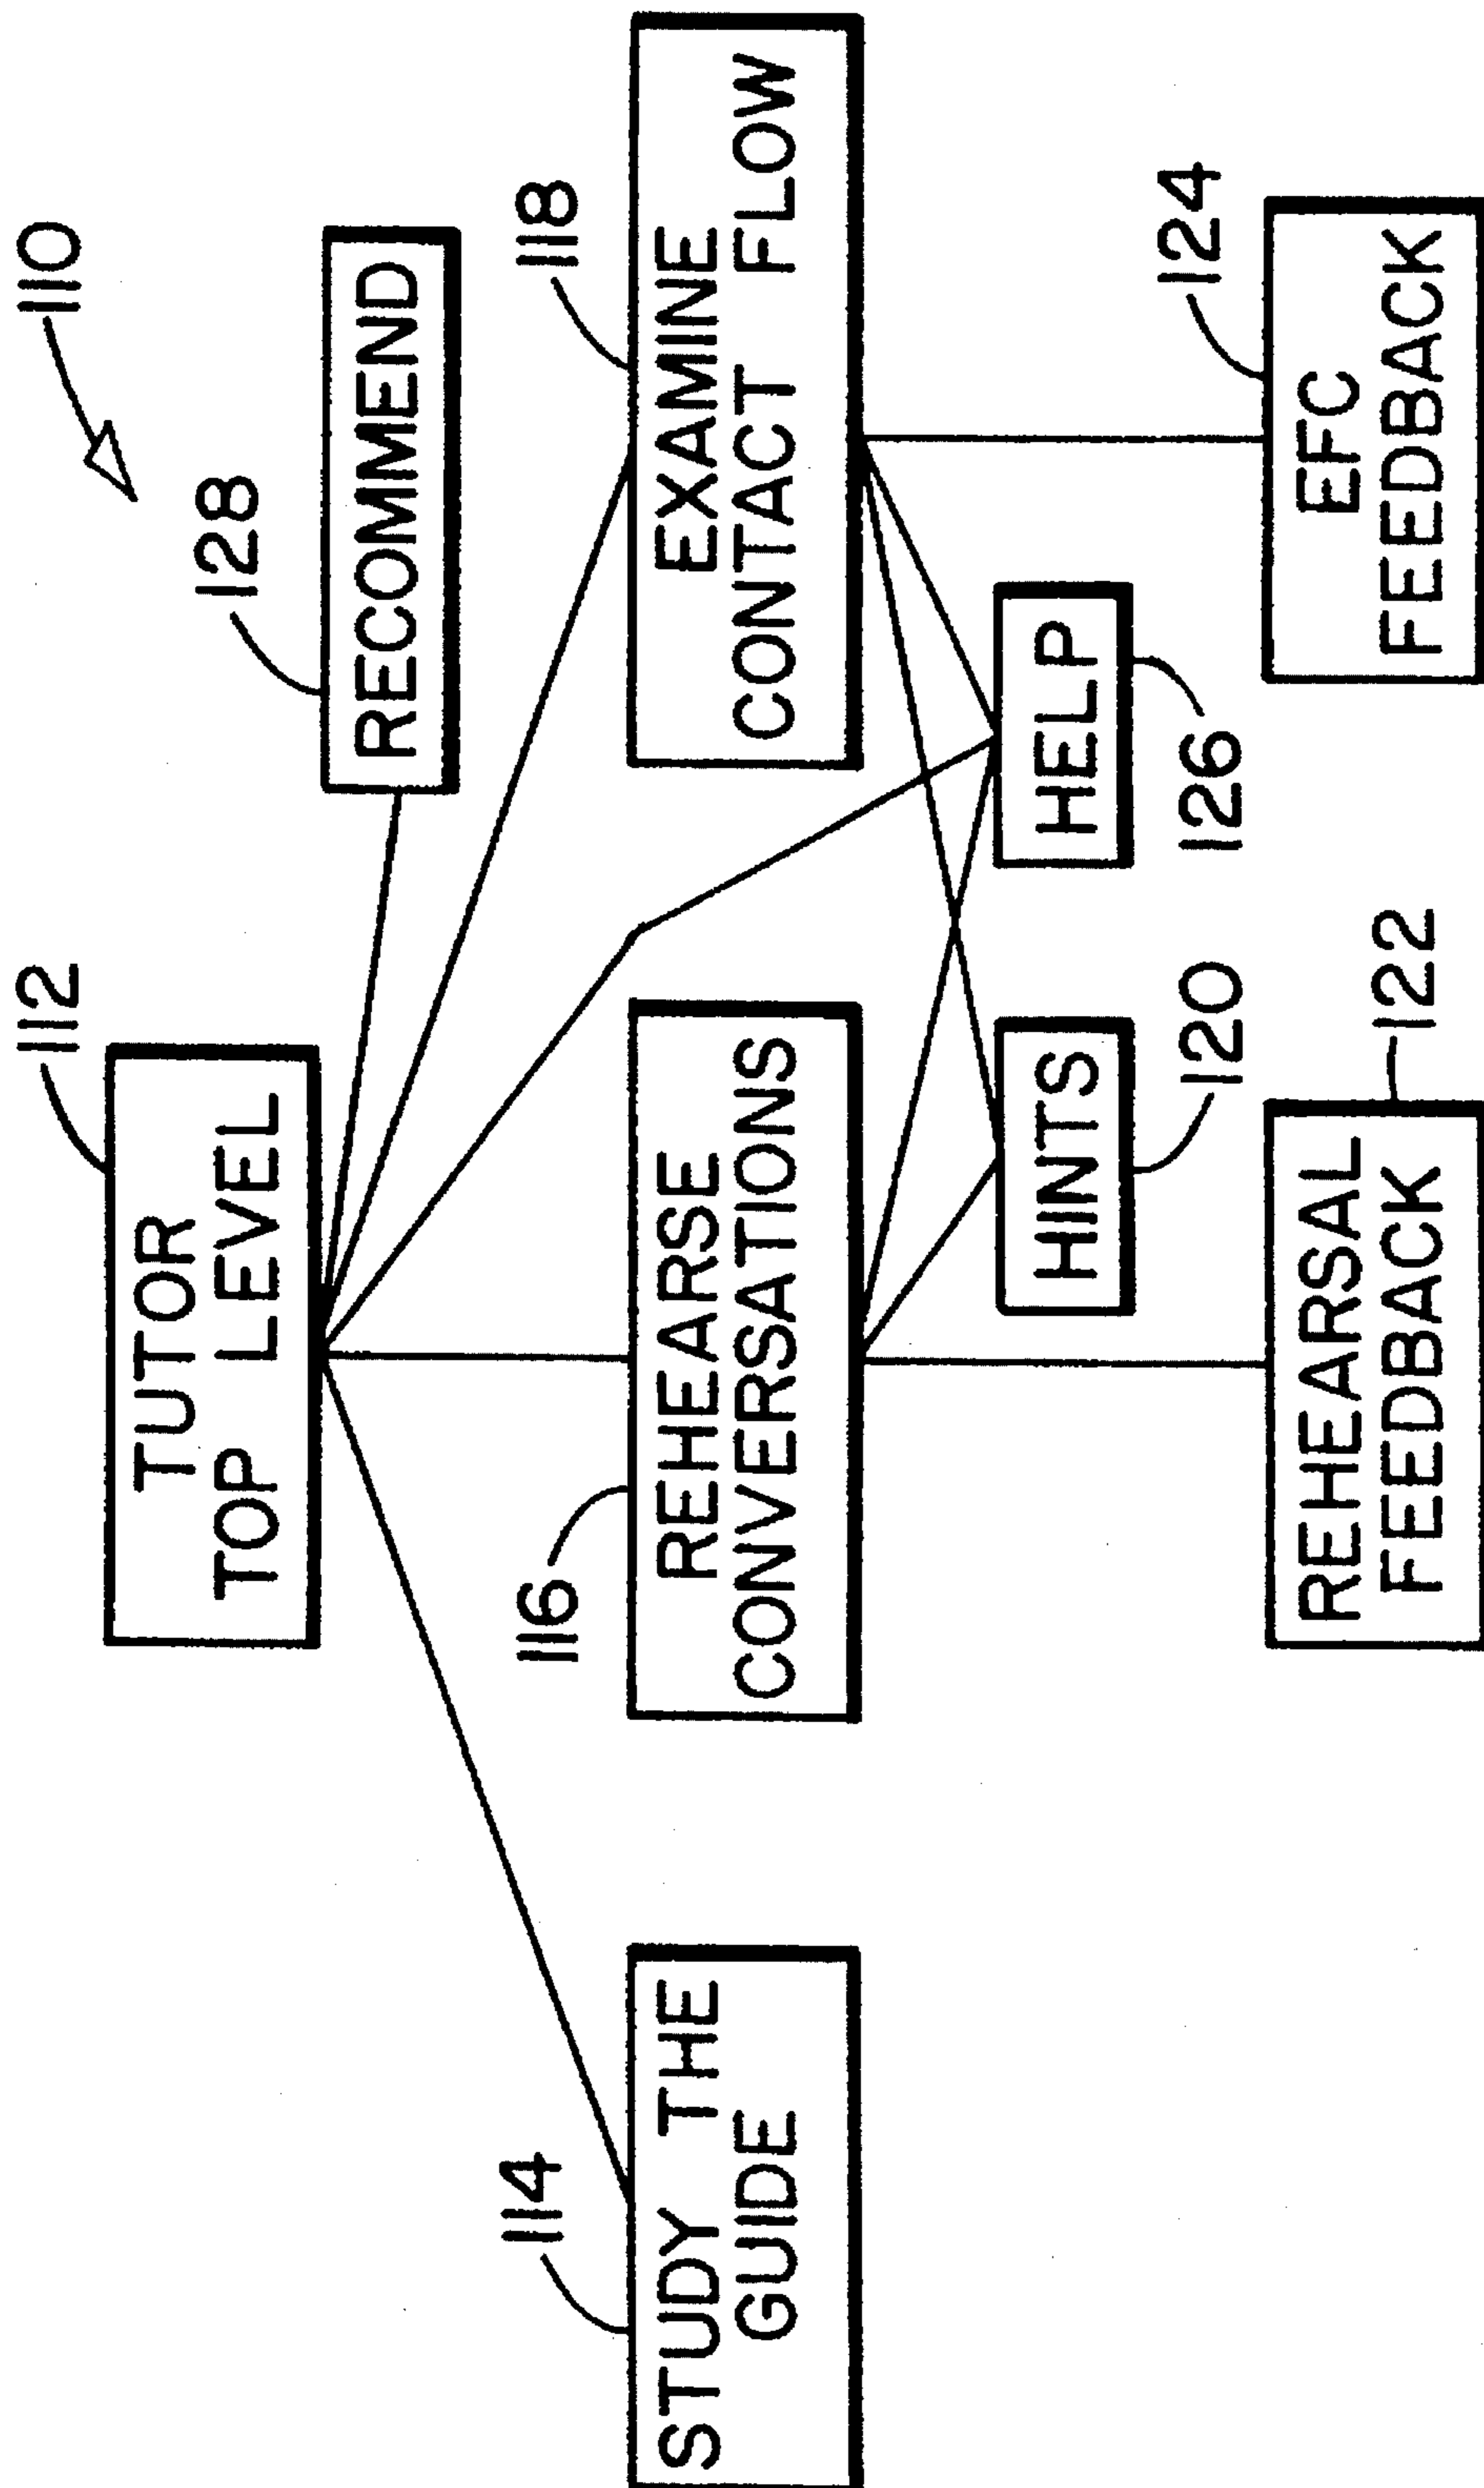 110
112
TUTOR
TOP LEVEL
128
RECOMMEND
114
STUDY THE
GUIDE
116
REHEARSE
CONVERSATIONS
118
EXAMINE
CONTACT FLOW
HINTS
120
HELP
126
REHEARSAL
FEEDBACK
122
124
EFC
FEEDBACK